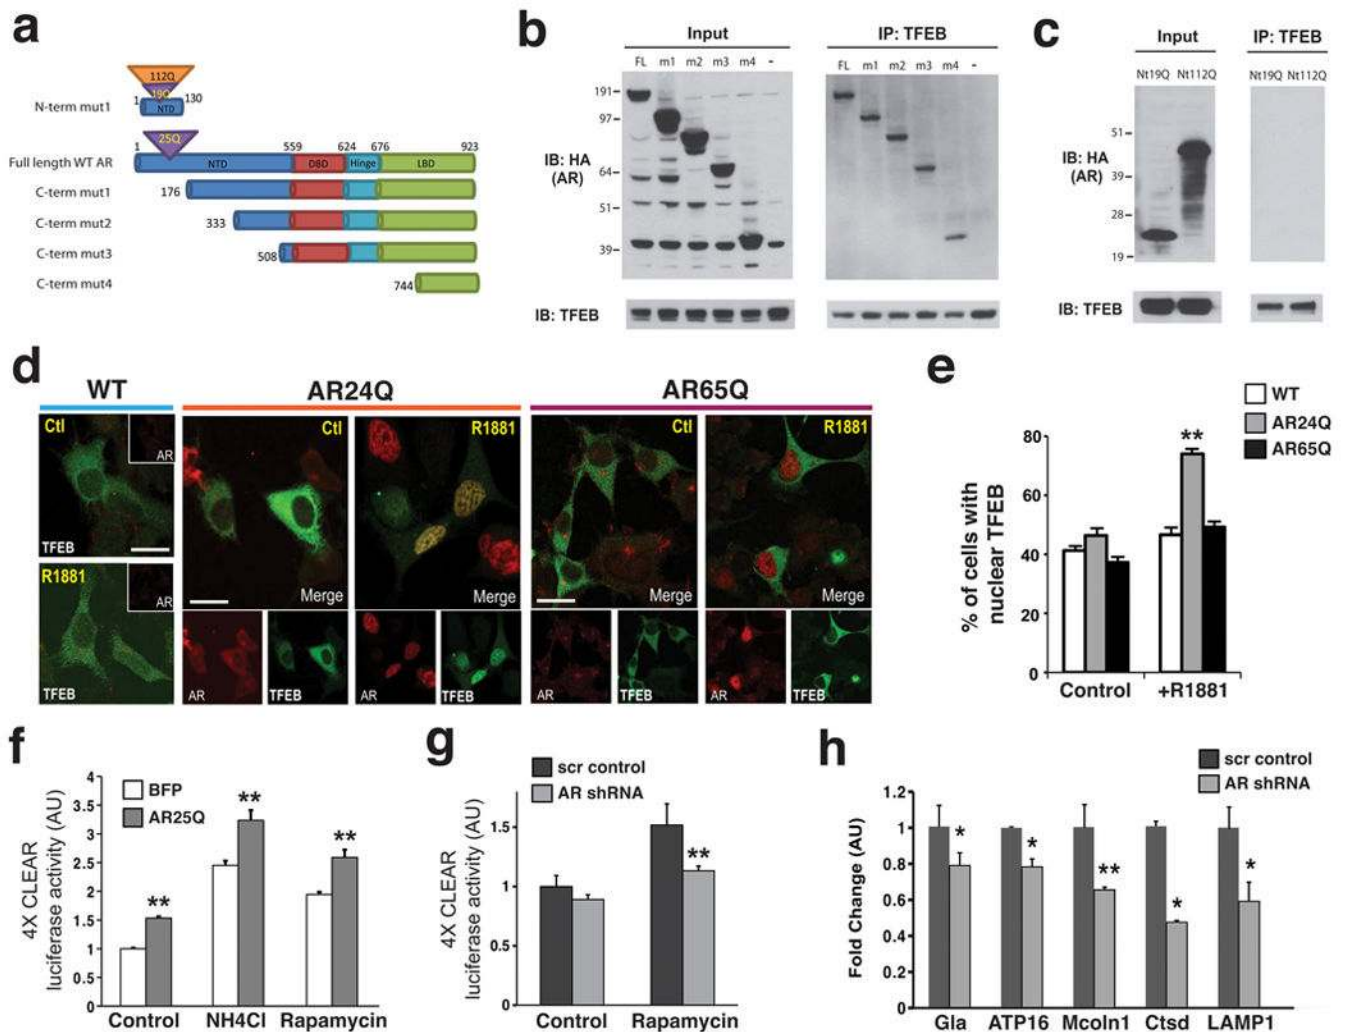 a
112Q
19Q
1
130
N-term mut1
NTD
25Q
1
559
624
676
923
Full length WT AR
NTD
DBD
Hinge
LBD
C-term mut1
176
C-term mut2
333
C-term mut3
508
C-term mut4
744
b
Input
IP: TFEB
FL m1 m2 m3 m4 -
FL m1 m2 m3 m4 -
191
97
64
51
39
IB: HA
(AR)
IB: TFEB
c
Input
IP: TFEB
Nt19Q Nt112Q
Nt19Q Nt112Q
51
39
28
19
IB: HA
(AR)
IB: TFEB
d
WT
AR24Q
AR65Q
Ctl
AR
TFEB
R1881
AR
TFEB
Ctl
Merge
R1881
Merge
AR
TFEB
AR
TFEB
Ctl
Merge
R1881
Merge
AR
TFEB
AR
TFEB
e
WT
AR24Q
AR65Q
% of cells with
nuclear TFEB
80
60
40
20
0
**
Control
+R1881
f
4X CLEAR
luciferase activity (AU)
BFP
AR25Q
4
3.5
3
2.5
2
1.5
1
0.5
0
**
**
**
Control
NH4Cl
Rapamycin
g
scr control
AR shRNA
4X CLEAR
luciferase activity (AU)
1.5
1
0.5
0
**
Control
Rapamycin
h
scr control
AR shRNA
Fold Change (AU)
1.2
1
0.8
0.6
0.4
0.2
0
*
*
**
*
*
Gla
ATP16
Mcoln1
Ctsd
LAMP1